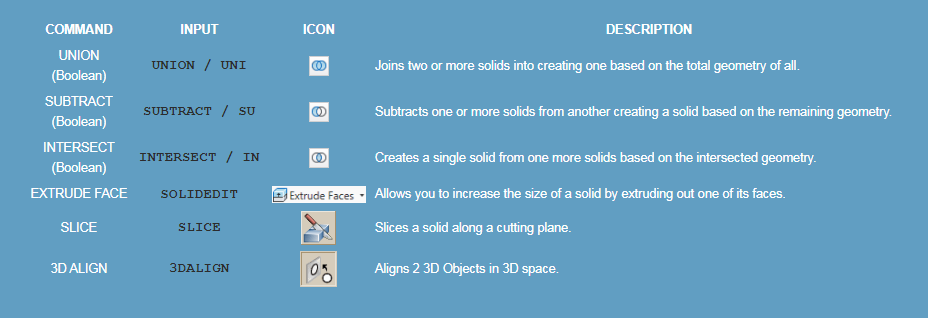 COMMAND INPUT ICON DESCRIPTION
UNION
(Boolean) UNION / UNI Joins two or more solids into creating one based on the total geometry of all.
SUBTRACT
(Boolean) SUBTRACT / SU Subtracts one or more solids from another creating a solid based on the remaining geometry.
INTERSECT
(Boolean) INTERSECT / IN Creates a single solid from one more solids based on the intersected geometry.
EXTRUDE FACE SOLIDEDIT Extrude Faces Allows you to increase the size of a solid by extruding out one of its faces.
SLICE SLICE Slices a solid along a cutting plane.
3D ALIGN 3DALIGN Aligns 2 3D Objects in 3D space.